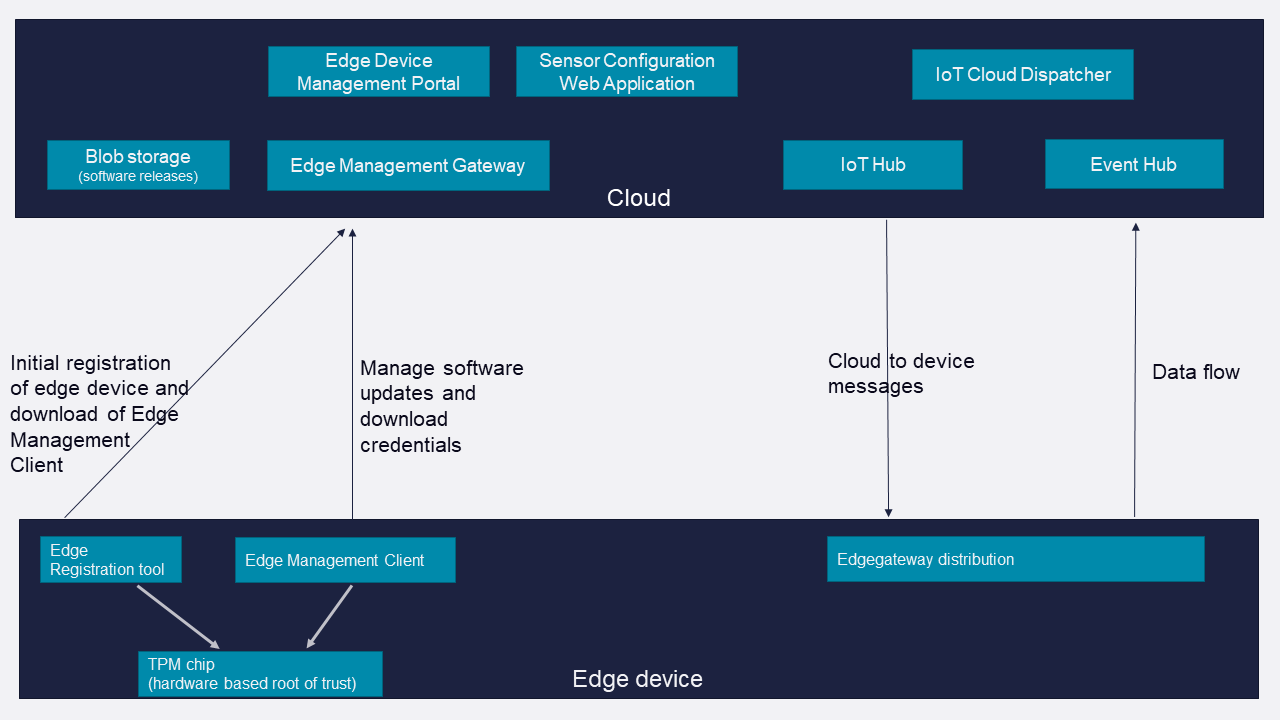 Edge Device
Management Portal
Sensor Configuration
Web Application
IoT Cloud Dispatcher
Blob storage
(software releases)
Edge Management Gateway
IoT Hub
Event Hub
Cloud
Initial registration
of edge device and
download of Edge
Management
Client
Manage software
updates and
download
credentials
Cloud to device
messages
Data flow
Edge
Registration tool
Edge Management Client
Edgegateway distribution
TPM chip
(hardware based root of trust)
Edge device